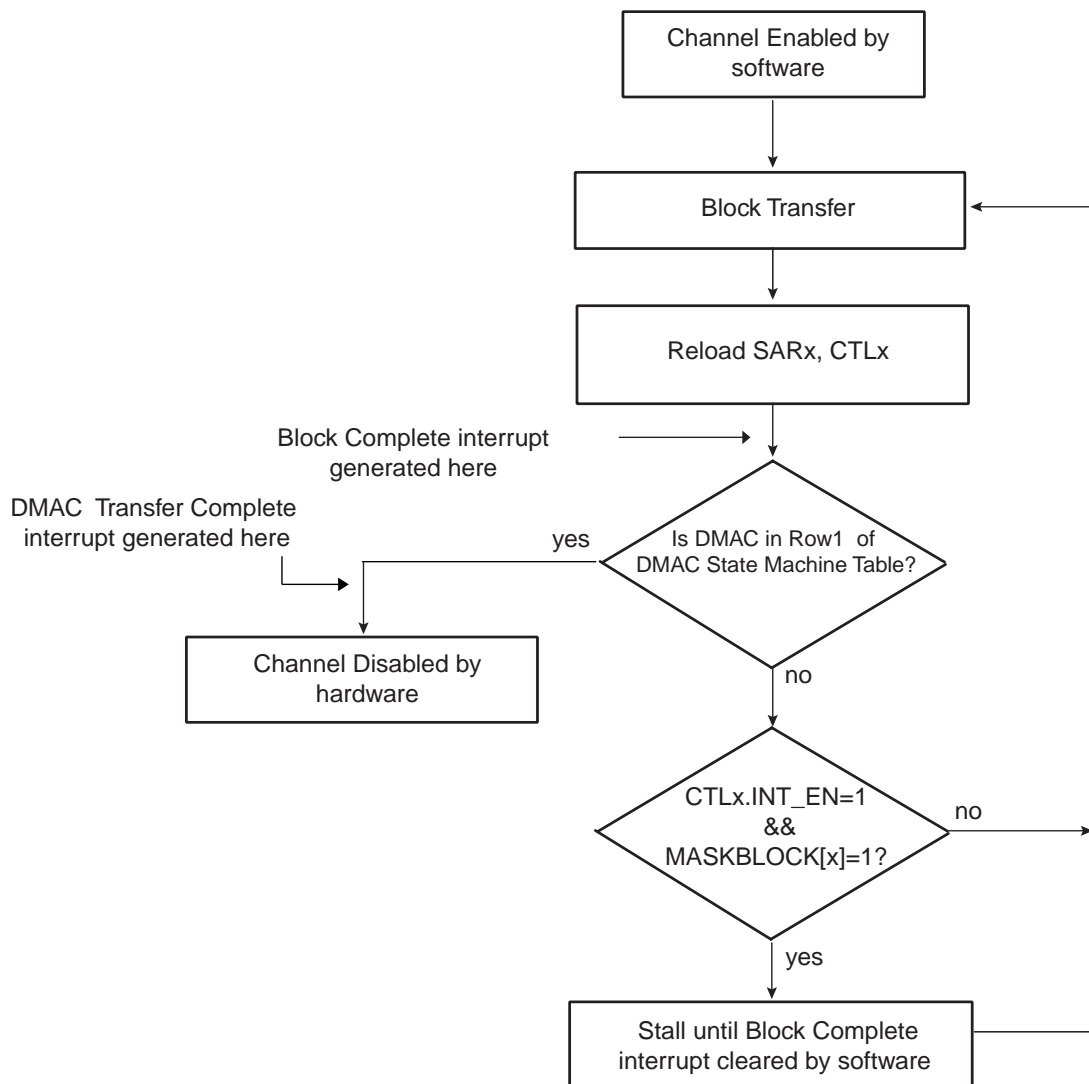 Channel Enabled by
software
Block Transfer
Reload SARx, CTLx
Block Complete interrupt
generated here
DMAC Transfer Complete
interrupt generated here
yes
Is DMAC in Row1 of
DMAC State Machine Table?
Channel Disabled by
hardware
no
CTLx.INT_EN=1
&&
MASKBLOCK[x]=1?
no
yes
Stall until Block Complete
interrupt cleared by software